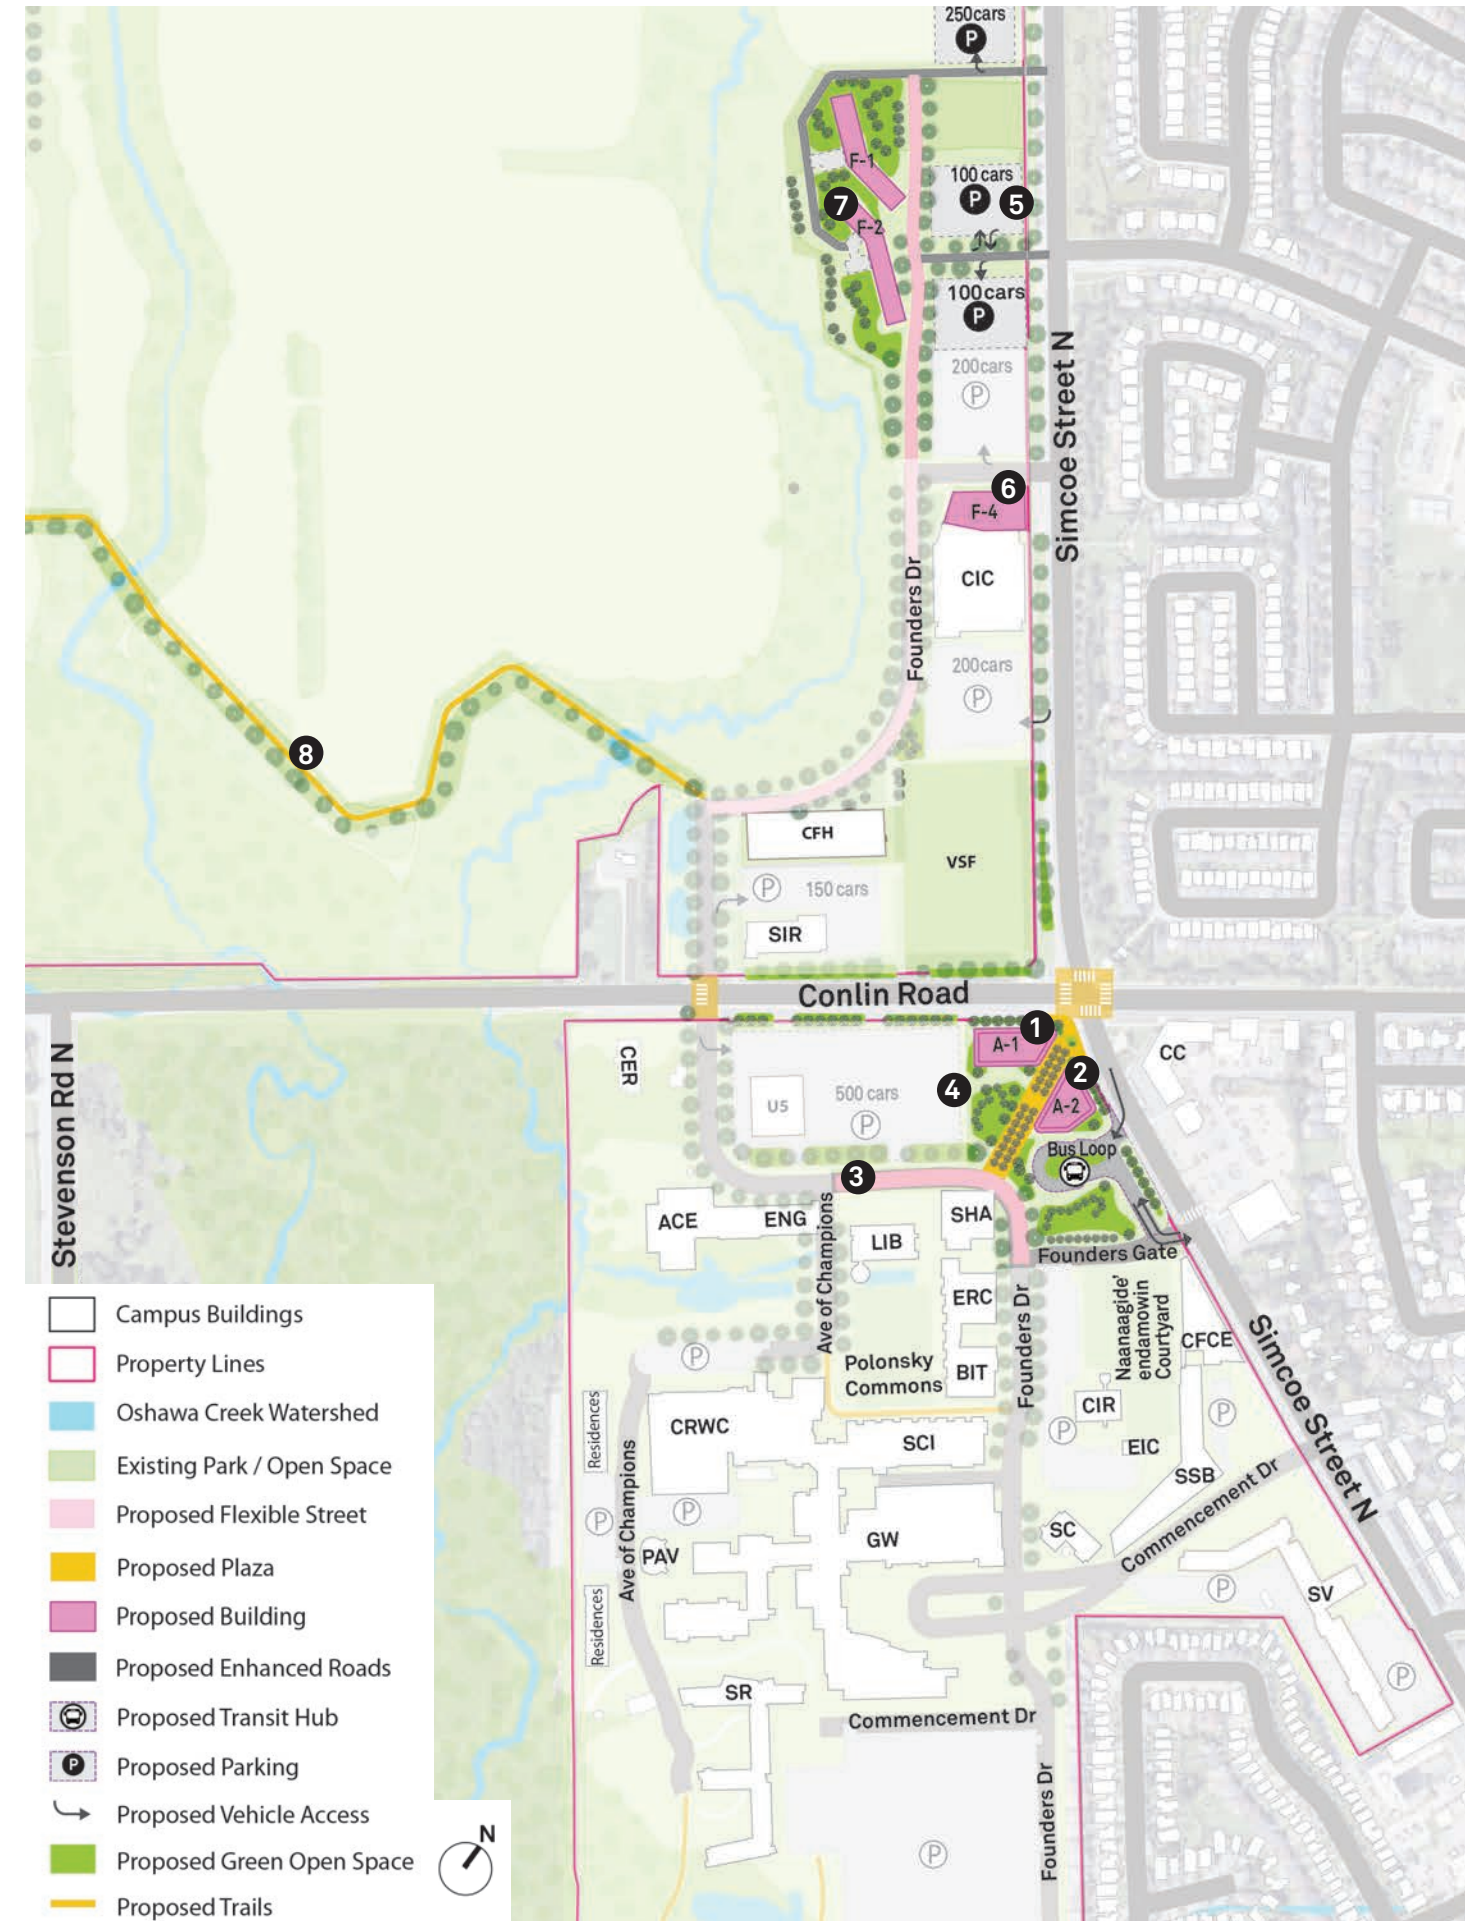 250 cars
P
F-1
100 cars
P
5
7
F-2
100 cars
P
200 cars
P
Simcoe Street N
6
F-4
CIC
Founders Dr
200 cars
P
8
CFH
VSF
P
150 cars
SIR
Conlin Road
1
A-1
CC
CER
2
4
A-2
U5
500 cars
P
Stevenson Rd N
Bus Loop
3
ACE
ENG
SHA
LIB
Founders Gate
Ave of Champions
ERC
Founders Dr
Naanaagide'
endamowin
Courtyard
CFCE
P
Polonsky
Commons
BIT
CIR
P
P
Simcoe Street N
Residences
CRWC
SCI
EIC
SSB
Ave of Champions
P
P
GW
SC
Commencement Dr
PAV
P
SV
Residences
P
SR
Commencement Dr
Founders Dr
P
Campus Buildings
Property Lines
Oshawa Creek Watershed
Existing Park / Open Space
Proposed Flexible Street
Proposed Plaza
Proposed Building
Proposed Enhanced Roads
Proposed Transit Hub
P
Proposed Parking
Proposed Vehicle Access
Proposed Green Open Space
Proposed Trails
N